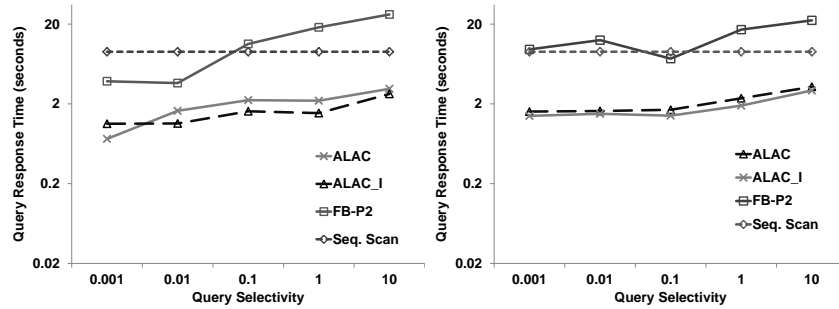 Query Response Time (seconds)
20
2
0.2
0.02
ALAC
ALAC_I
FB-P2
Seq. Scan
0.001 0.01 0.1 1 10
Query Selectivity
Query Response Time (seconds)
20
2
0.2
0.02
ALAC
ALAC_I
FB-P2
Seq. Scan
0.001 0.01 0.1 1 10
Query Selectivity